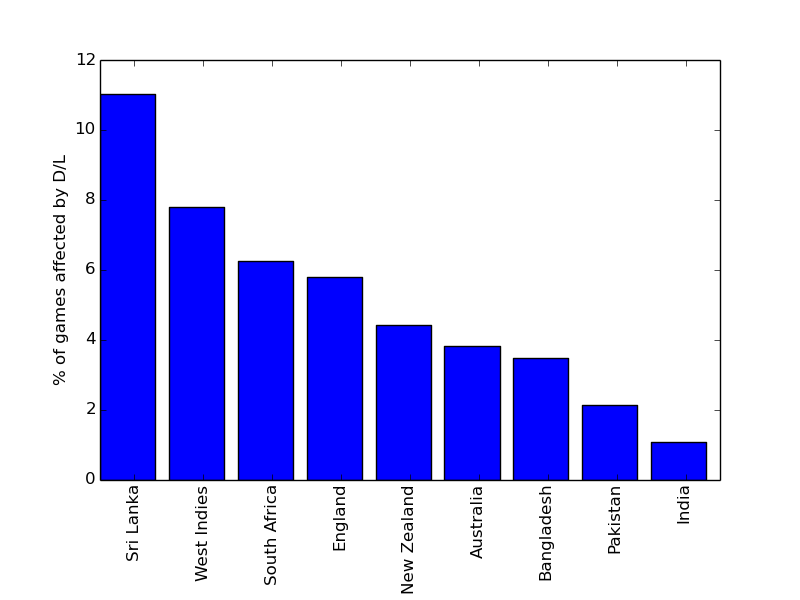 12
10
8
6
4
2
0
% of games affected by D/L
Sri Lanka
West Indies
South Africa
England
New Zealand
Australia
Bangladesh
Pakistan
India